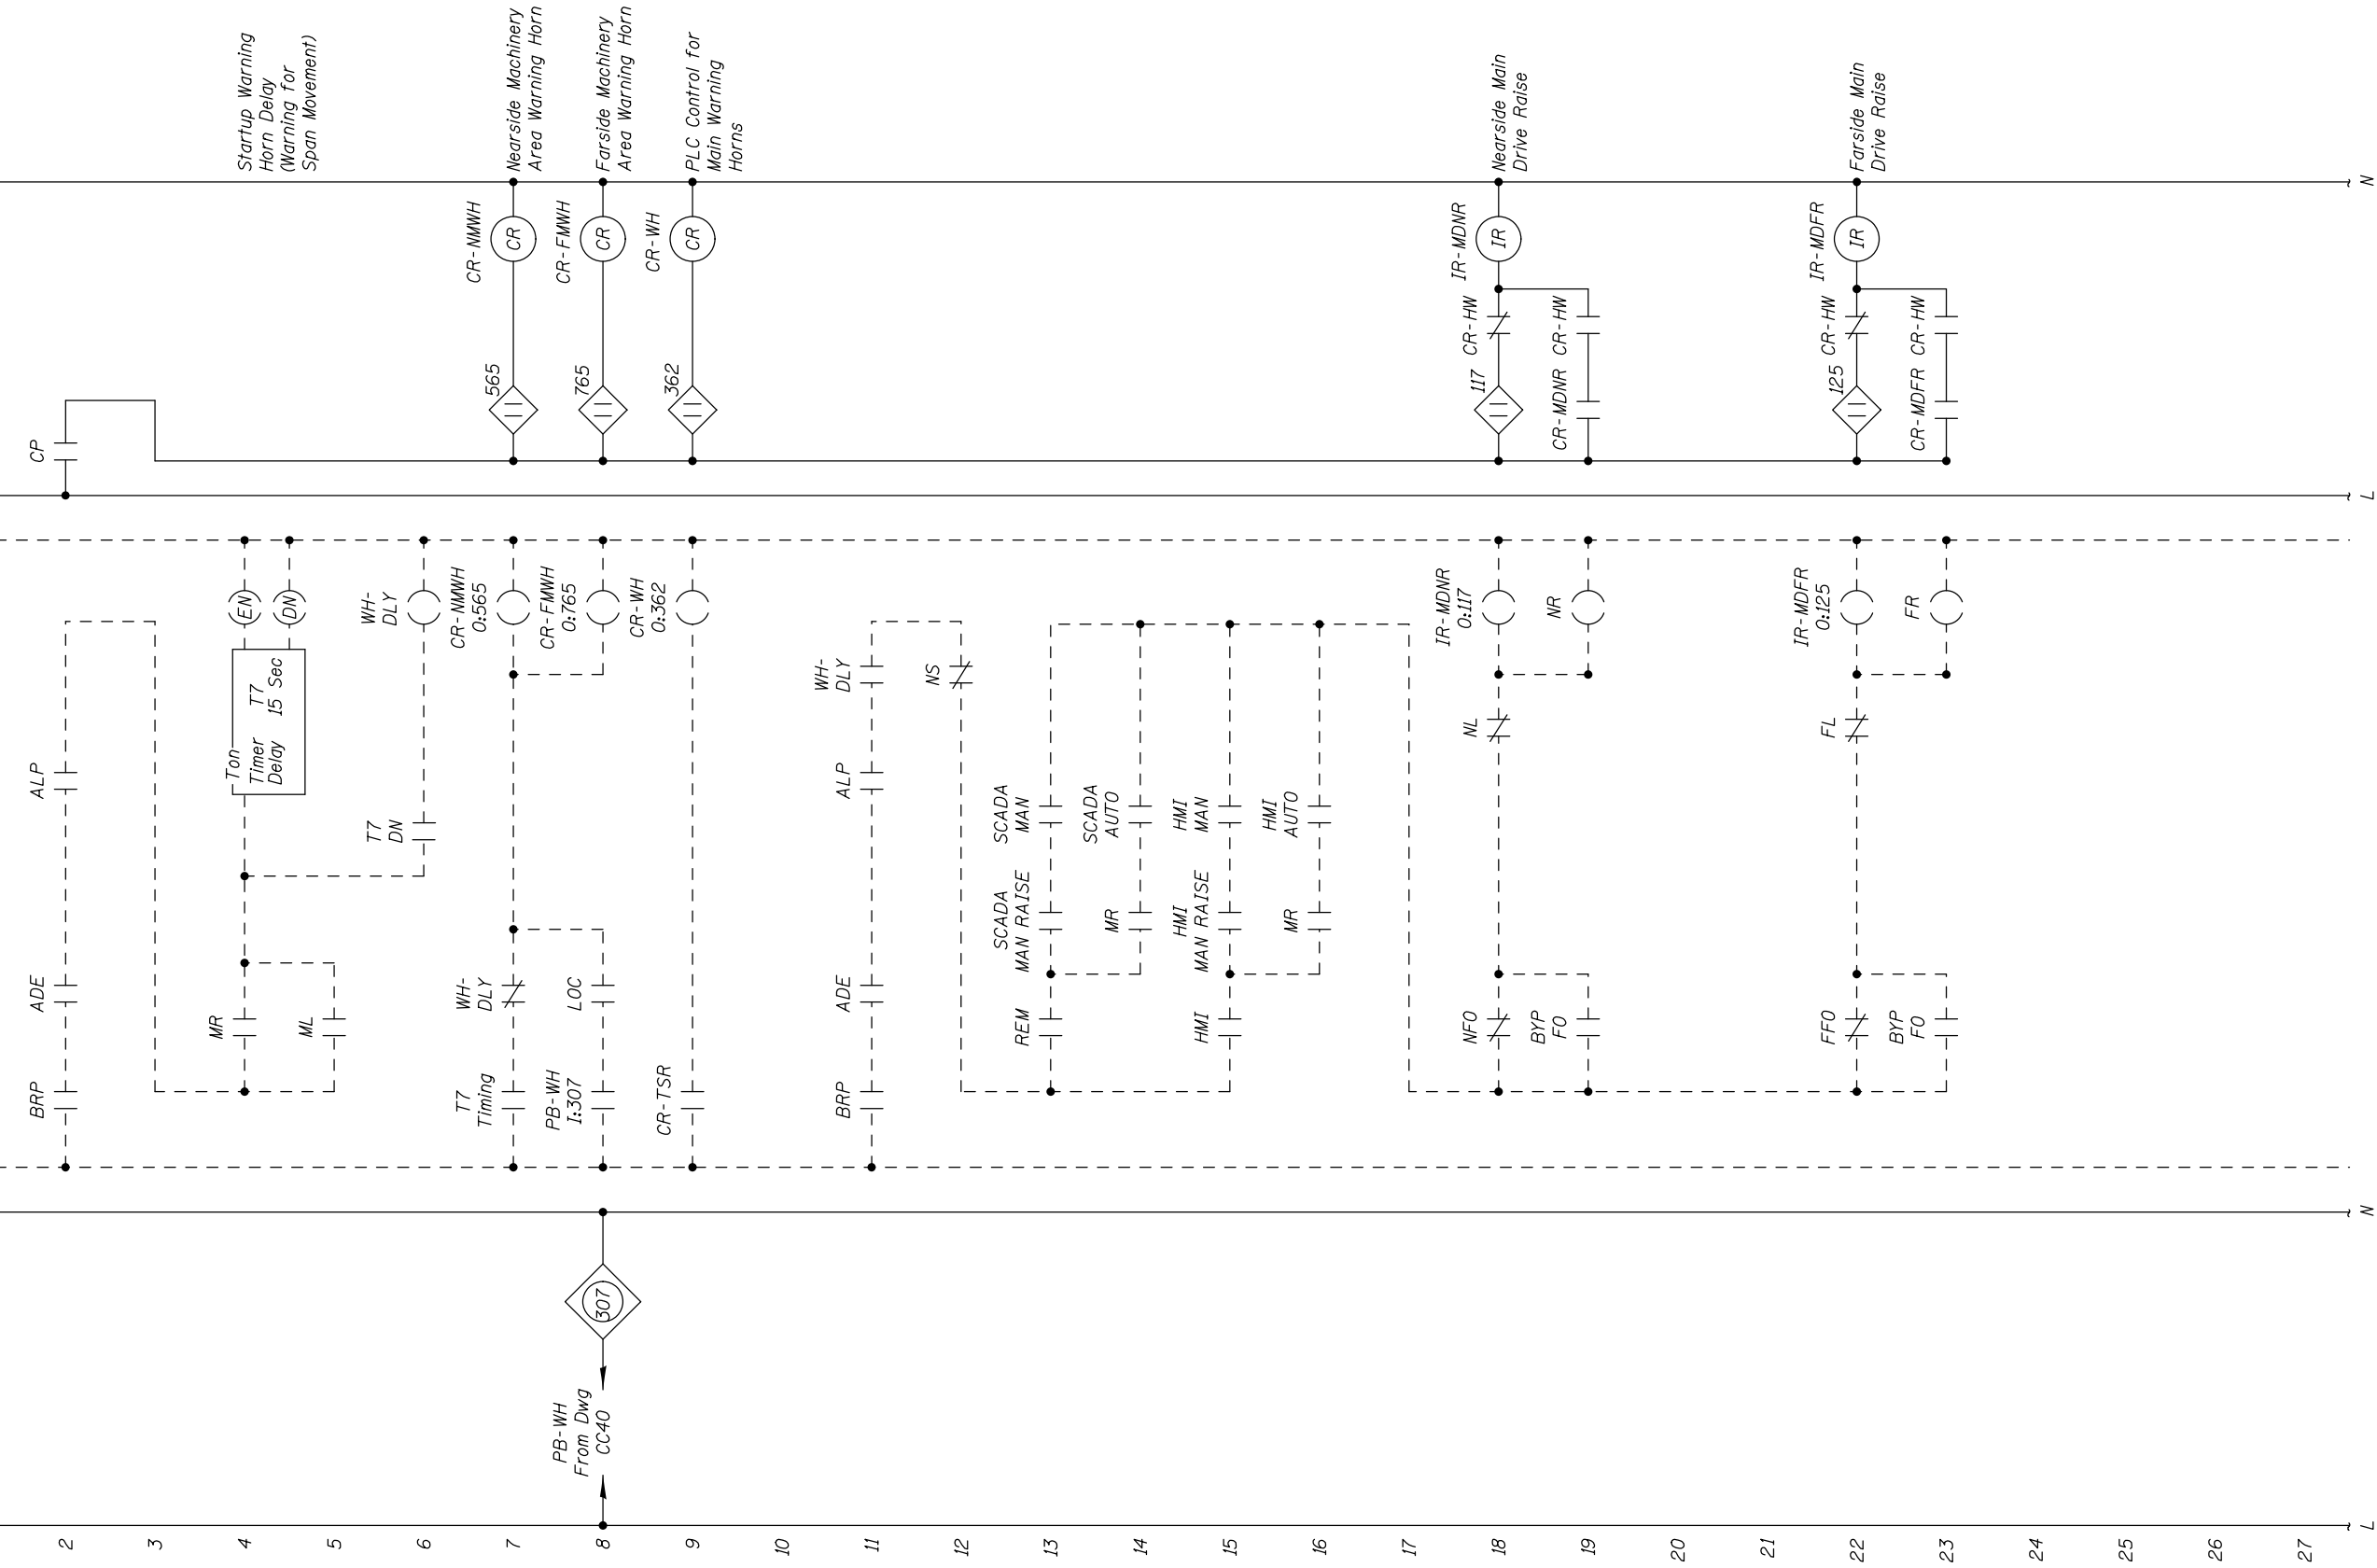 2
BRP
ADE
ALP
CP
3
4
MR
Ton
Timer T7
Delay 15 Sec
EN
DN
Startup Warning
Horn Delay
(Warning for
Span Movement)
5
ML
6
T7
DN
WH-
DLY
7
T7
Timing
WH-
DLY
CR-NMWH
O:565
565
CR-NMWH
CR
Nearside Machinery
Area Warning Horn
8
PB-WH
From Dwg
CC40
307
PB-WH
I:307
LOC
CR-FMWH
O:765
765
CR-FMWH
CR
Farside Machinery
Area Warning Horn
9
CR-TSR
CR-WH
O:362
362
CR-WH
CR
PLC Control for
Main Warning
Horns
10
11
BRP
ADE
ALP
WH-
DLY
12
NS
13
REM
SCADA
MAN RAISE
SCADA
MAN
14
MR
SCADA
AUTO
15
HMI
HMI
MAN RAISE
HMI
MAN
16
MR
HMI
AUTO
17
18
NFO
NL
IR-MDNR
O:117
117
CR-HW
IR-MDNR
IR
Nearside Main
Drive Raise
19
BYP
FO
NR
CR-MDNR
CR-HW
20
21
22
FFO
FL
IR-MDFR
O:125
125
CR-HW
IR-MDFR
IR
Farside Main
Drive Raise
23
BYP
FO
FR
CR-MDFR
CR-HW
24
25
26
27
L
N
L
N